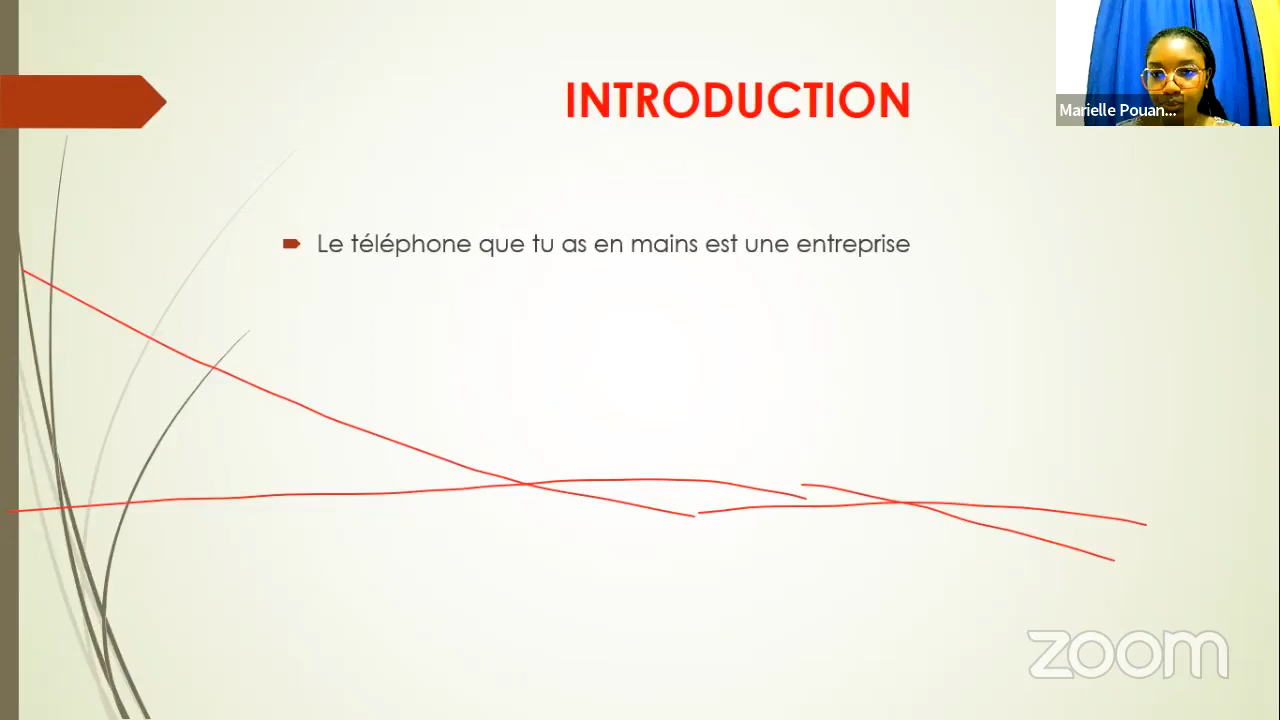 INTRODUCTION
Marielle Pouan...
Le téléphone que tu as en mains est une entreprise
zoom